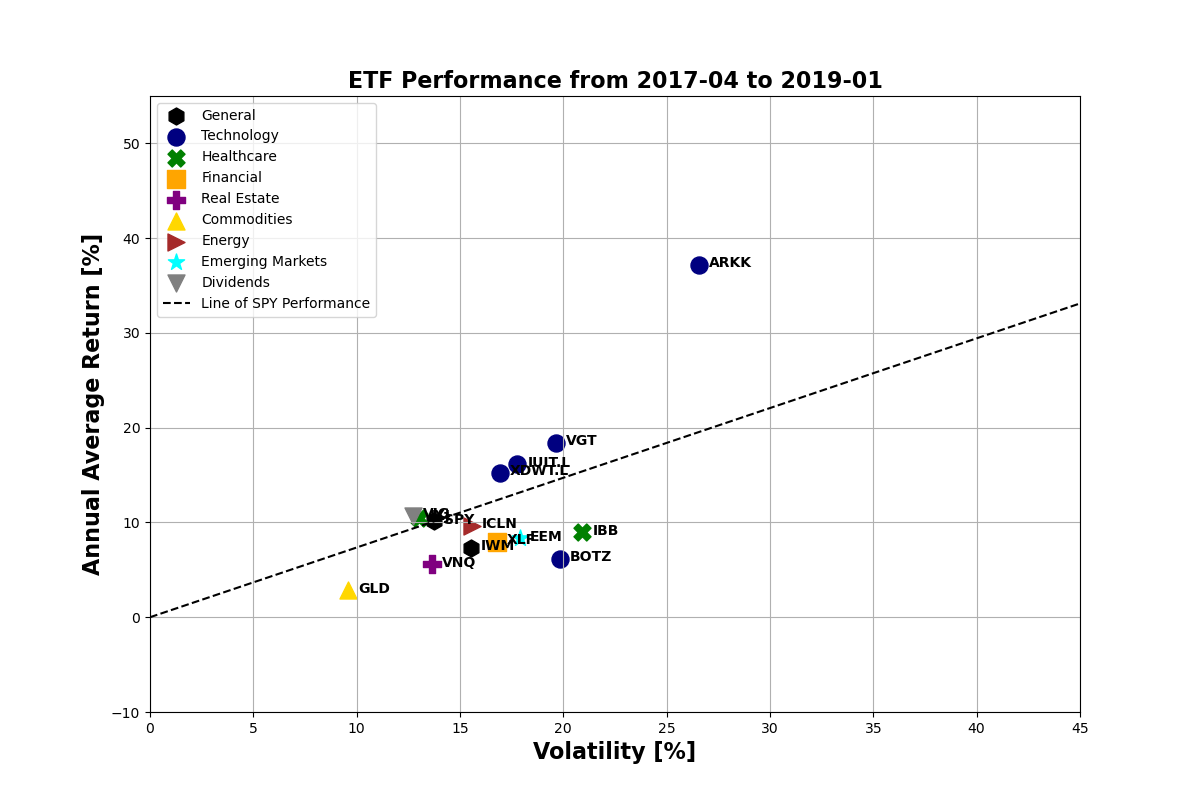 ETF Performance from 2017-04 to 2019-01
Annual Average Return [%]
50
40
30
20
10
0
−10
General
Technology
Healthcare
Financial
Real Estate
Commodities
Energy
Emerging Markets
Dividends
Line of SPY Performance
ARKK
VGT
IUIT.L
XDWT.L
SPY
ICLN
IBB
EEM
XLF
IWM
BOTZ
VNQ
GLD
0 5 10 15 20 25 30 35 40 45
Volatility [%]